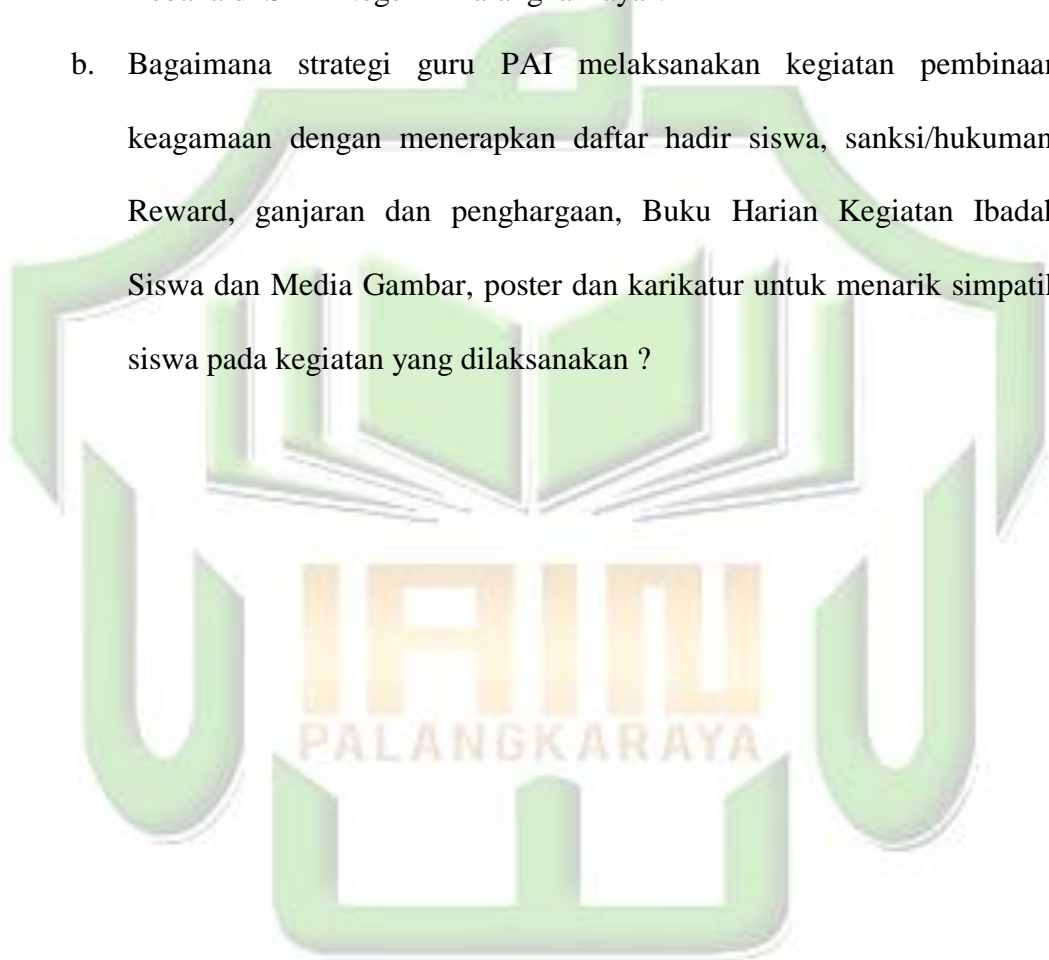 b. Bagaimana strategi guru PAI melaksanakan kegiatan pembinaan
keagamaan dengan menerapkan daftar hadir siswa, sanksi/hukuman
Reward, ganjaran dan penghargaan, Buku Harian Kegiatan Ibadah
Siswa dan Media Gambar, poster dan karikatur untuk menarik simpatik
siswa pada kegiatan yang dilaksanakan ?
IAIN
PALANGKARAYA